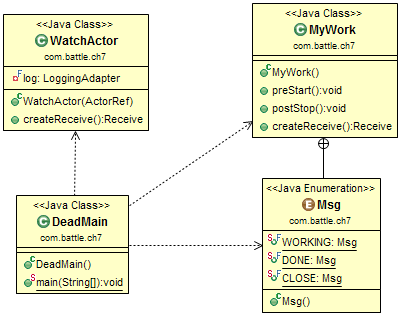 <<Java Class>>
WatchActor
com.battle.ch7
log: LoggingAdapter
WatchActor(ActorRef)
createReceive():Receive
<<Java Class>>
MyWork
com.battle.ch7
MyWork()
preStart():void
postStop():void
createReceive():Receive
<<Java Class>>
DeadMain
com.battle.ch7
DeadMain()
main(String[]):void
<<Java Enumeration>>
Msg
com.battle.ch7
WORKING: Msg
DONE: Msg
CLOSE: Msg
Msg()